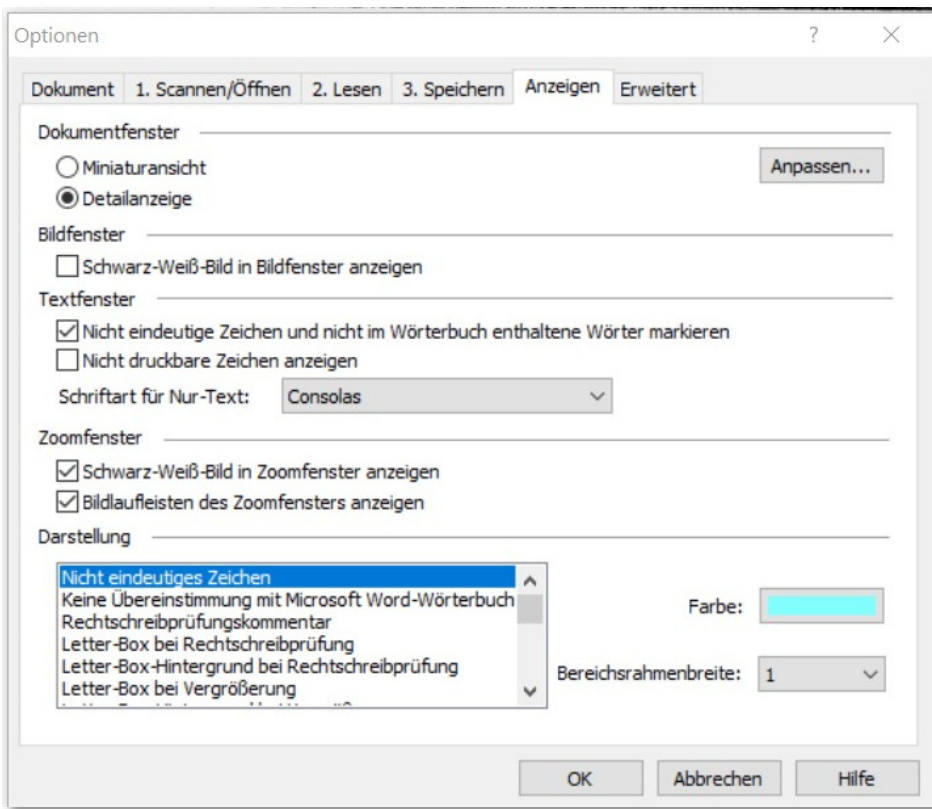 Optionen ?
Dokument 1. Scannen/Öffnen 2. Lesen 3. Speichern Anzeigen Erweitert
Dokumentfenster
Miniaturansicht Anpassen...
Detailanzeige
Bildfenster
Schwarz-Weiß-Bild in Bildfenster anzeigen
Textfenster
Nicht eindeutige Zeichen und nicht im Wörterbuch enthaltene Wörter markieren
Nicht druckbare Zeichen anzeigen
Schriftart für Nur-Text: Consolas
Zoomfenster
Schwarz-Weiß-Bild in Zoomfenster anzeigen
Bildlaufleisten des Zoomfensters anzeigen
Darstellung
Nicht eindeutiges Zeichen
Keine Übereinstimmung mit Microsoft Word-Wörterbuch
Rechtschreibprüfungskommentar
Letter-Box bei Rechtschreibprüfung
Letter-Box-Hintergrund bei Rechtschreibprüfung
Letter-Box bei Vergrößerung
Farbe:
Bereichsrahmenbreite: 1
OK Abbrechen Hilfe